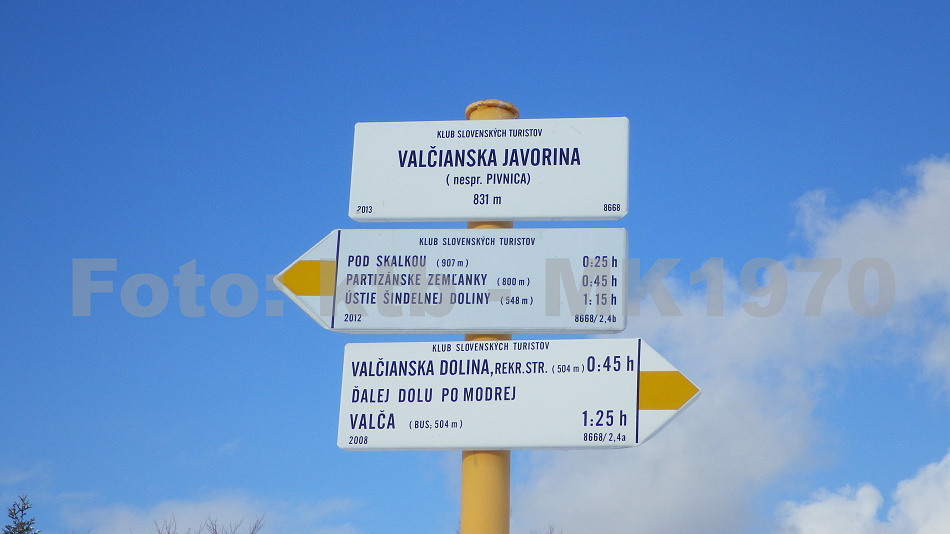 KLUB SLOVENSKÝCH TURISTOV
VALČIANSKA JAVORINA
( nespr. PIVNICA)
831 m
2013 8668
KLUB SLOVENSKÝCH TURISTOV
POD SKALKOU (907 m) 0:25 h
PARTIZÁNSKE ZEMĽANKY (800 m) 0:45 h
ÚSTIE ŠINDELNEJ DOLINY (548 m) 1:15 h
2012 8668/2,4b
KLUB SLOVENSKÝCH TURISTOV
VALČIANSKA DOLINA, REKR.STR. (504 m) 0:45 h
ĎALEJ DOLU PO MODREJ
VALČA (BUS; 504 m) 1:25 h
2008 8668/2,4a
Foto: MK1970